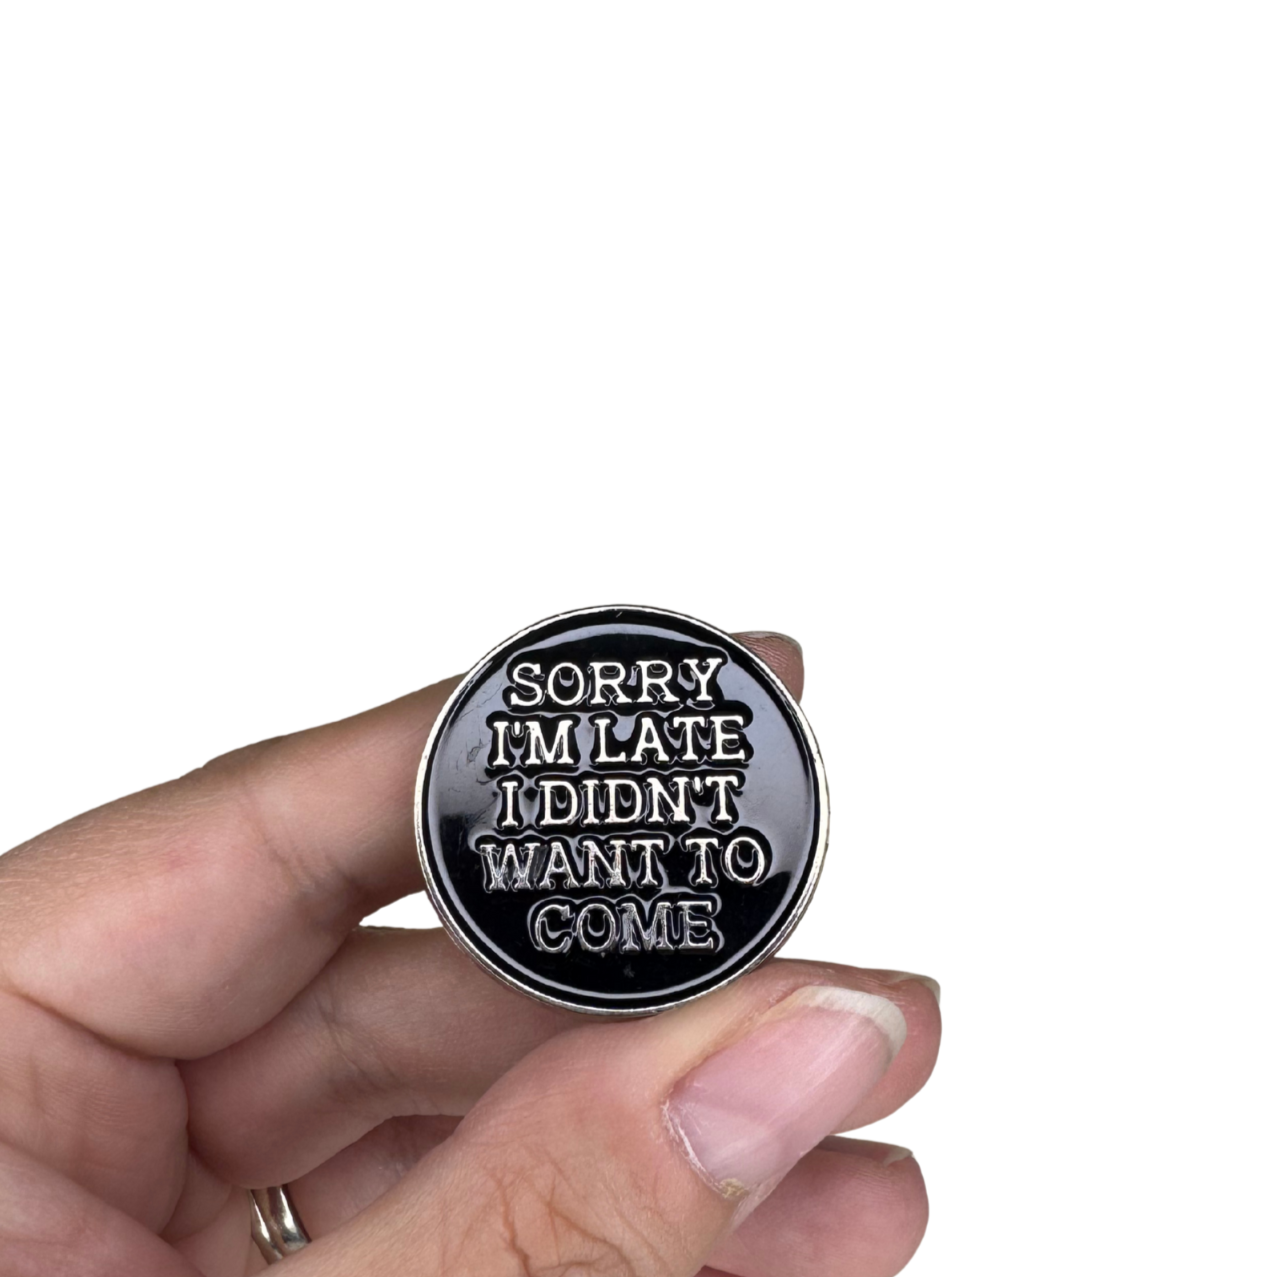 SORRY
I'M LATE
I DIDN'T
WANT TO
COME